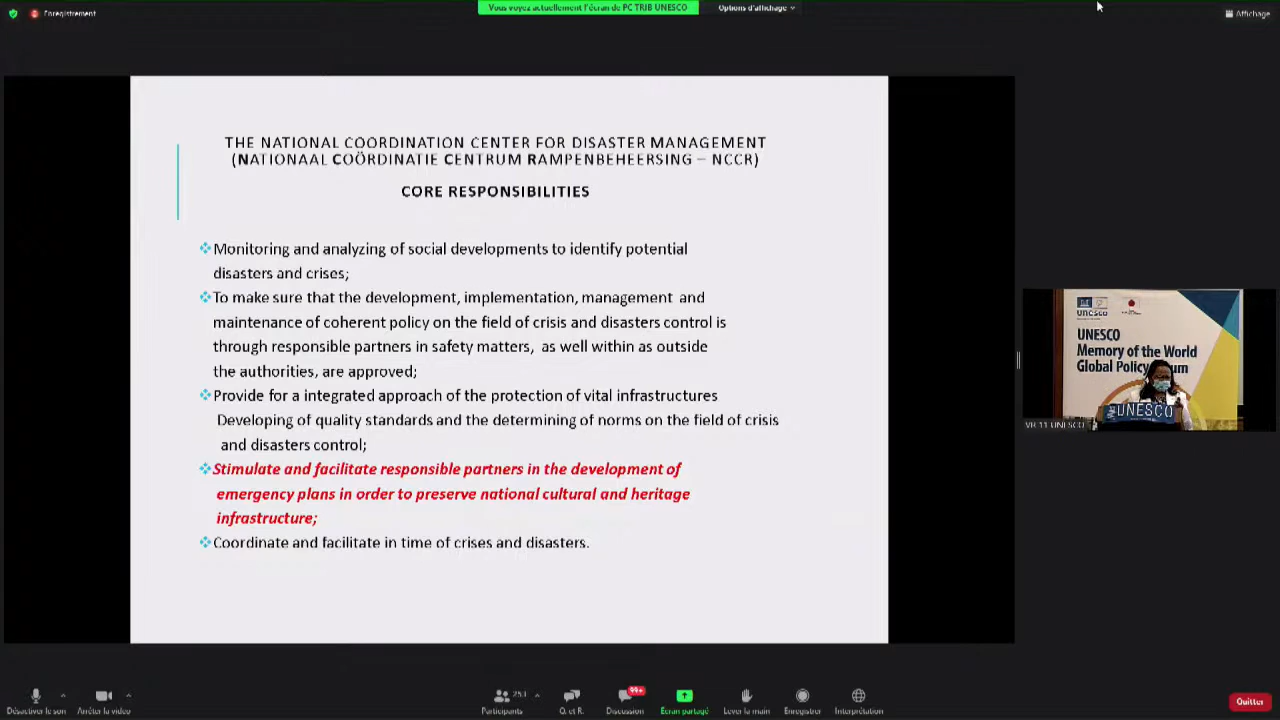 Enregistrement
Vous voyez actuellement l'écran de PC TRIB UNESCO
Options d'affichage
Affichage
THE NATIONAL COORDINATION CENTER FOR DISASTER MANAGEMENT
(NATIONAAL COÖRDINATIE CENTRUM RAMPENBEHEERSING – NCCR)
CORE RESPONSIBILITIES
Monitoring and analyzing of social developments to identify potential
disasters and crises;
To make sure that the development, implementation, management and
maintenance of coherent policy on the field of crisis and disasters control is
through responsible partners in safety matters, as well within as outside
the authorities, are approved;
Provide for a integrated approach of the protection of vital infrastructures
Developing of quality standards and the determining of norms on the field of crisis
and disasters control;
Stimulate and facilitate responsible partners in the development of
emergency plans in order to preserve national cultural and heritage
infrastructure;
Coordinate and facilitate in time of crises and disasters.
unesco
UNESCO
Memory of the World
Global Policy
UNESCO
VR 11 UNESCO
Désactiver le son
Arrêter la vidéo
Participants
Q. et R.
99+
Discussion
Écran partagé
Lever la main
Enregistrer
Interprétation
Quitter